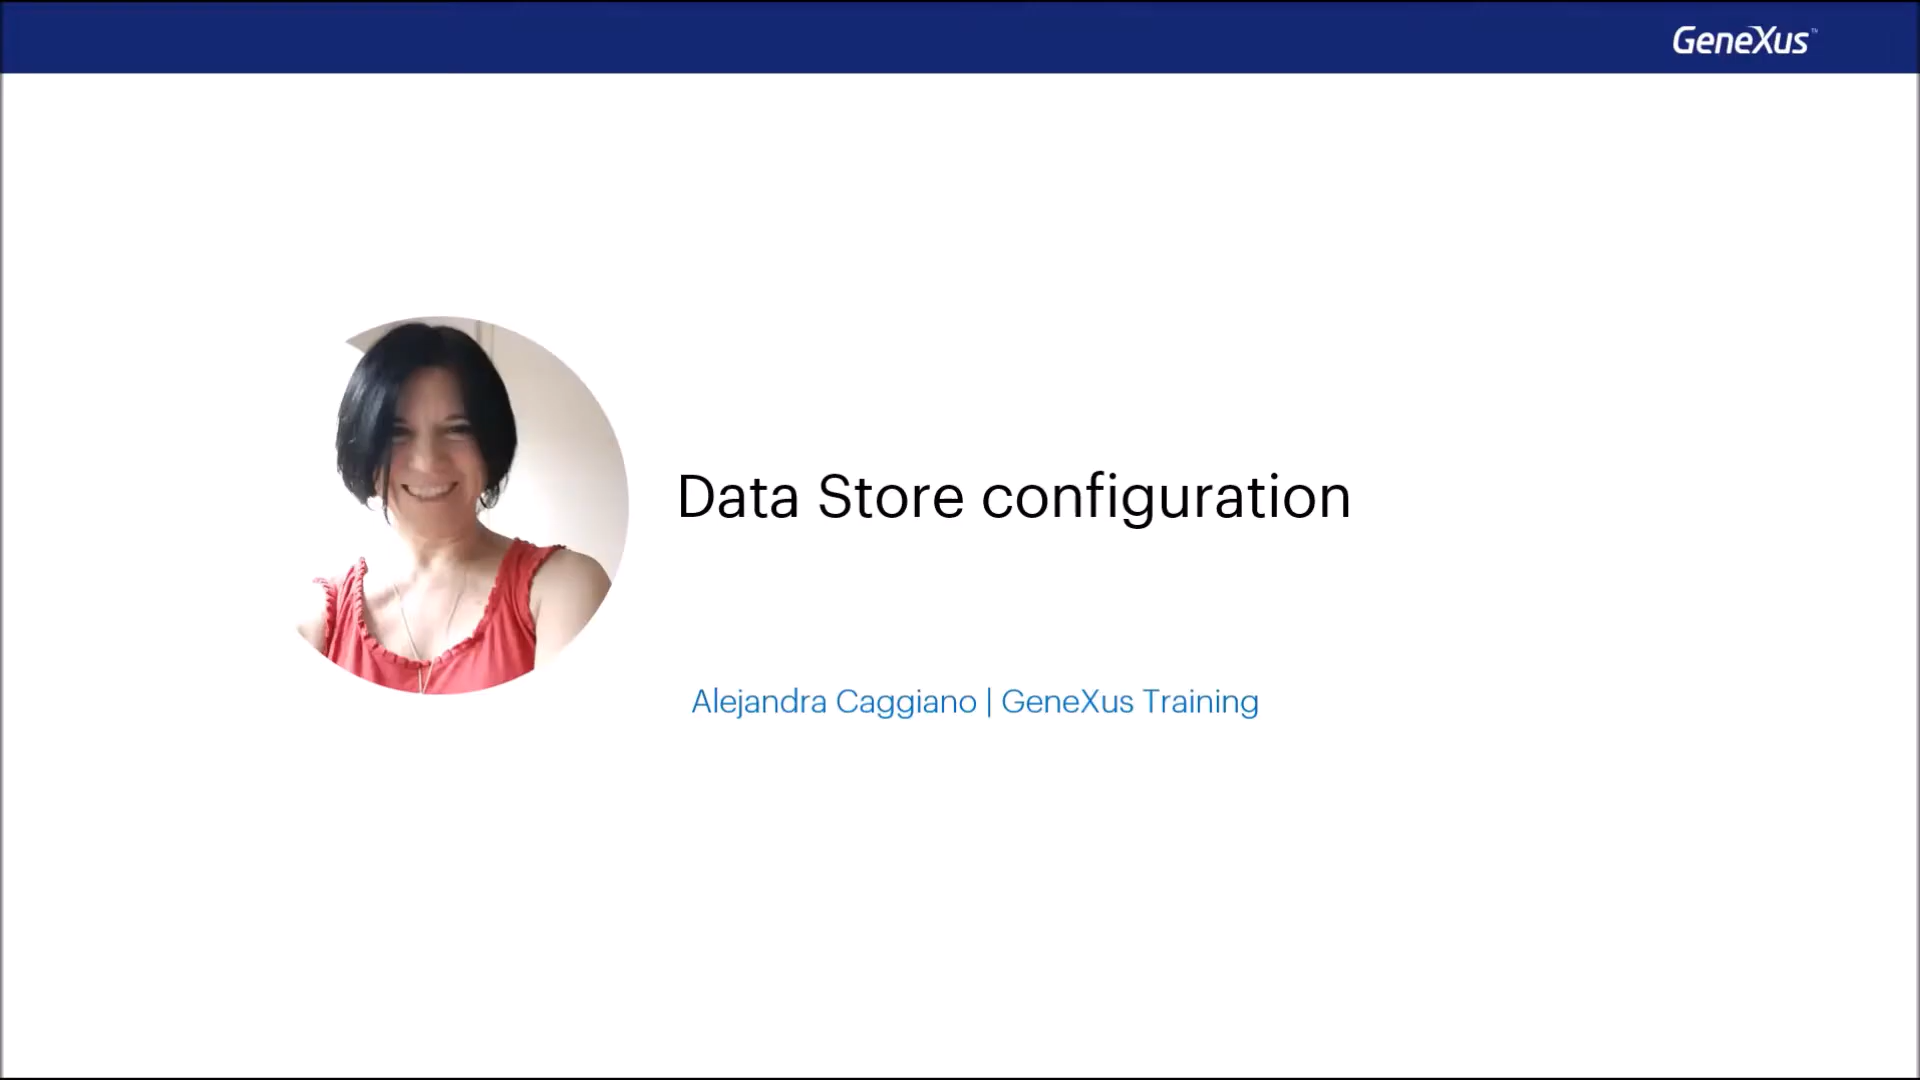 GeneXus™
Data Store configuration
Alejandra Caggiano | GeneXus Training